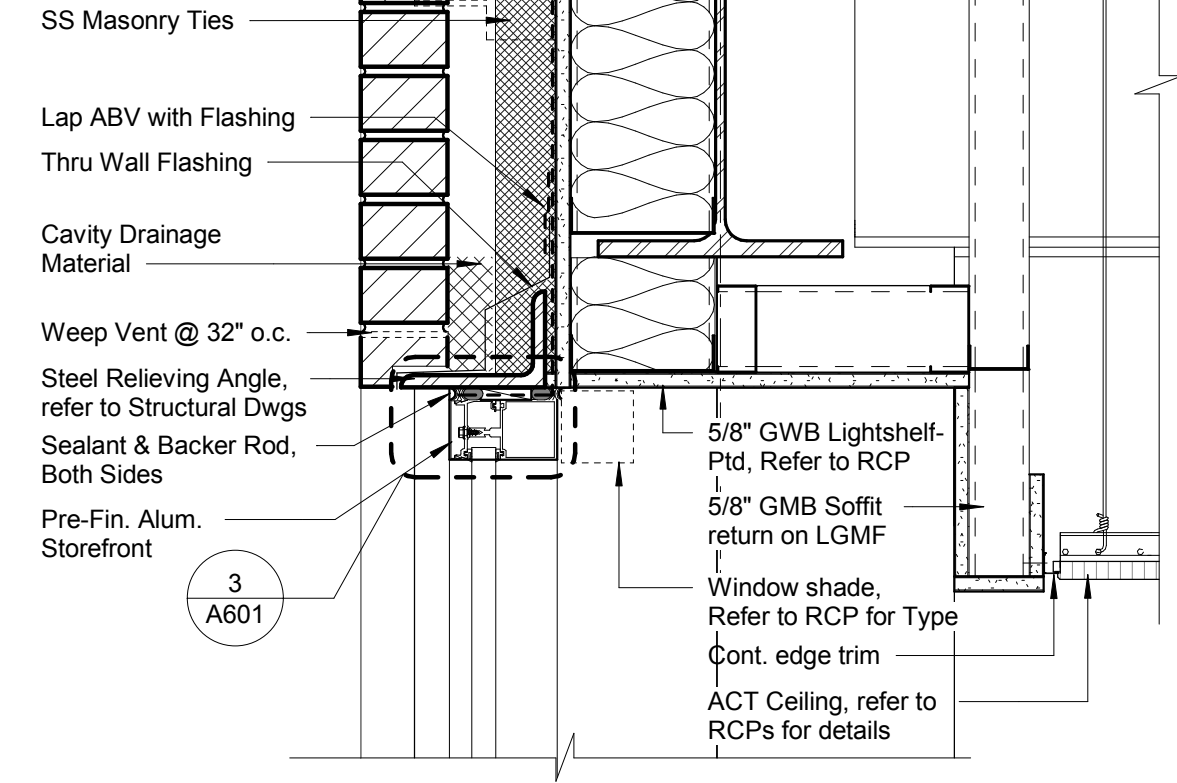 SS Masonry Ties
Lap ABV with Flashing
Thru Wall Flashing
Cavity Drainage
Material
Weep Vent @ 32" o.c.
Steel Relieving Angle,
refer to Structural Dwgs
Sealant & Backer Rod,
Both Sides
Pre-Fin. Alum.
Storefront
3
A601
5/8" GWB Lightshelf-
Ptd, Refer to RCP
5/8" GMB Soffit
return on LGMF
Window shade,
Refer to RCP for Type
Cont. edge trim
ACT Ceiling, refer to
RCPs for details